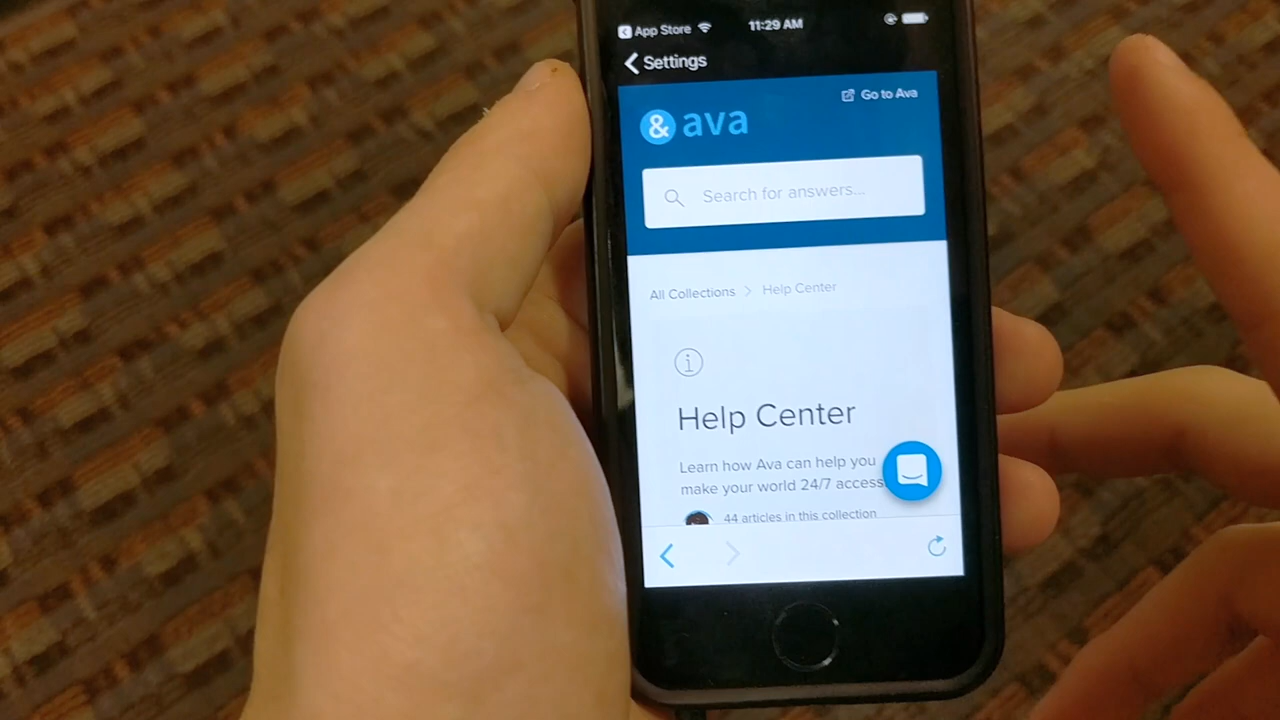 App Store 11:29 AM
Settings
Go to Ava
& ava
Search for answers...
All Collections > Help Center
i
Help Center
Learn how Ava can help you
make your world 24/7 access
44 articles in this collection